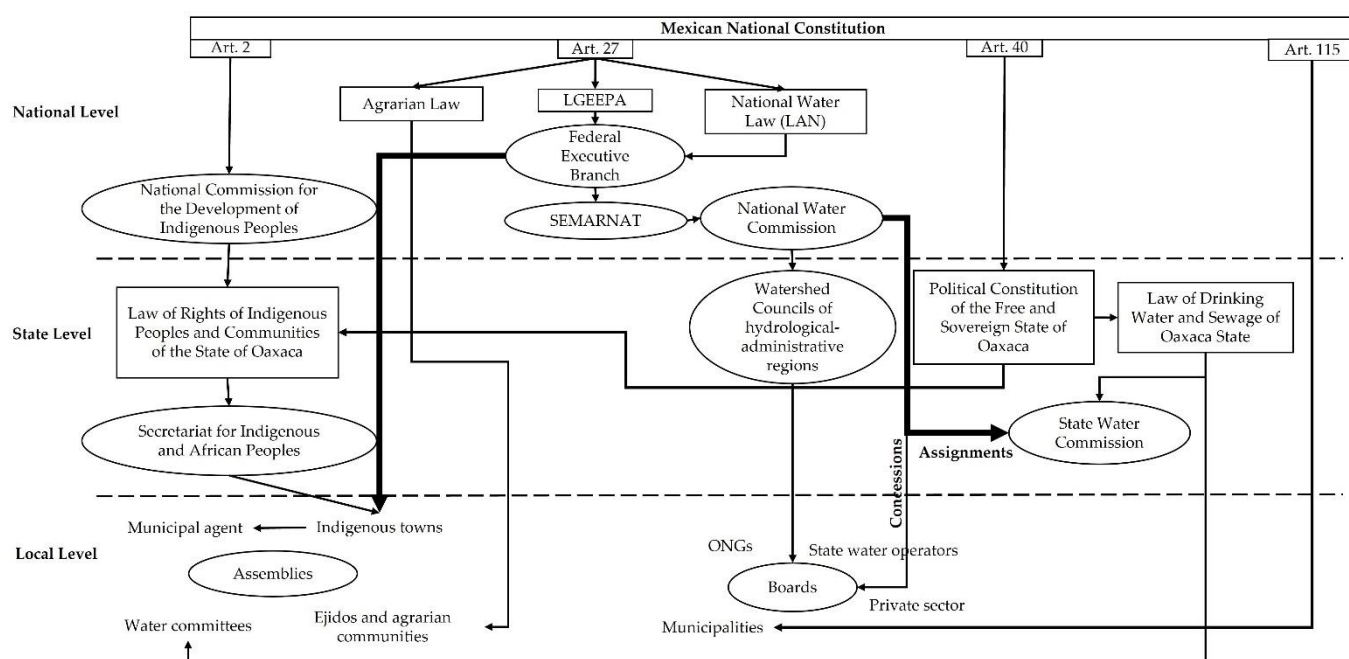 Mexican National Constitution
Art. 2
Art. 27
Art. 40
Art. 115
National Level
Agrarian Law
LGEEPA
National Water
Law (LAN)
Federal
Executive
Branch
National Commission for
the Development of
Indigenous Peoples
SEMARNAT
National Water
Commission
State Level
Law of Rights of Indigenous
Peoples and Communities
of the State of Oaxaca
Watershed
Councils of
hydrological-
administrative
regions
Political Constitution
of the Free and
Sovereign State of
Oaxaca
Law of Drinking
Water and Sewage of
Oaxaca State
Secretariat for Indigenous
and African Peoples
Assignments
State Water
Commission
Concessions
Local Level
Municipal agent
Indigenous towns
Assemblies
ONGs
State water operators
Boards
Private sector
Water committees
Ejidos and agrarian
communities
Municipalities